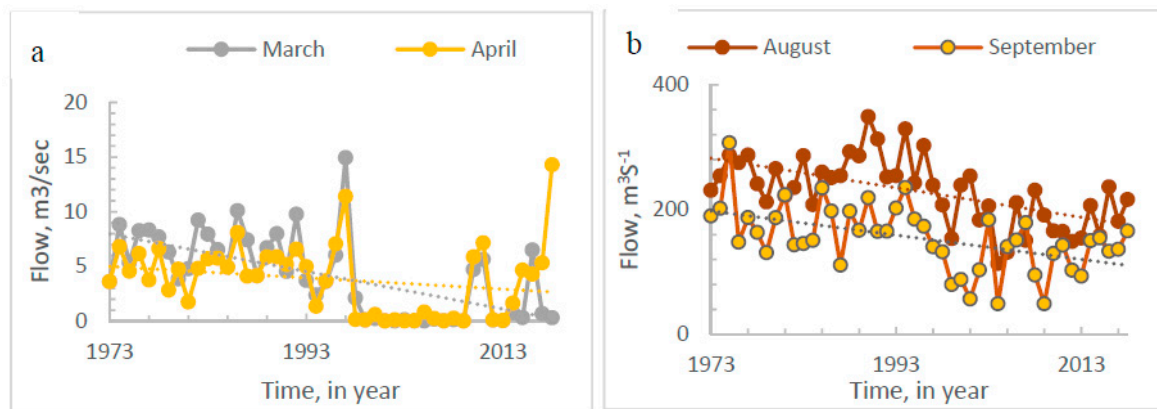 a
March April
20
15
10
5
0
Flow, m3/sec
1973 1993 2013
Time, in year
b
August September
400
200
0
Flow, m³S⁻¹
1973 1993 2013
Time, in year